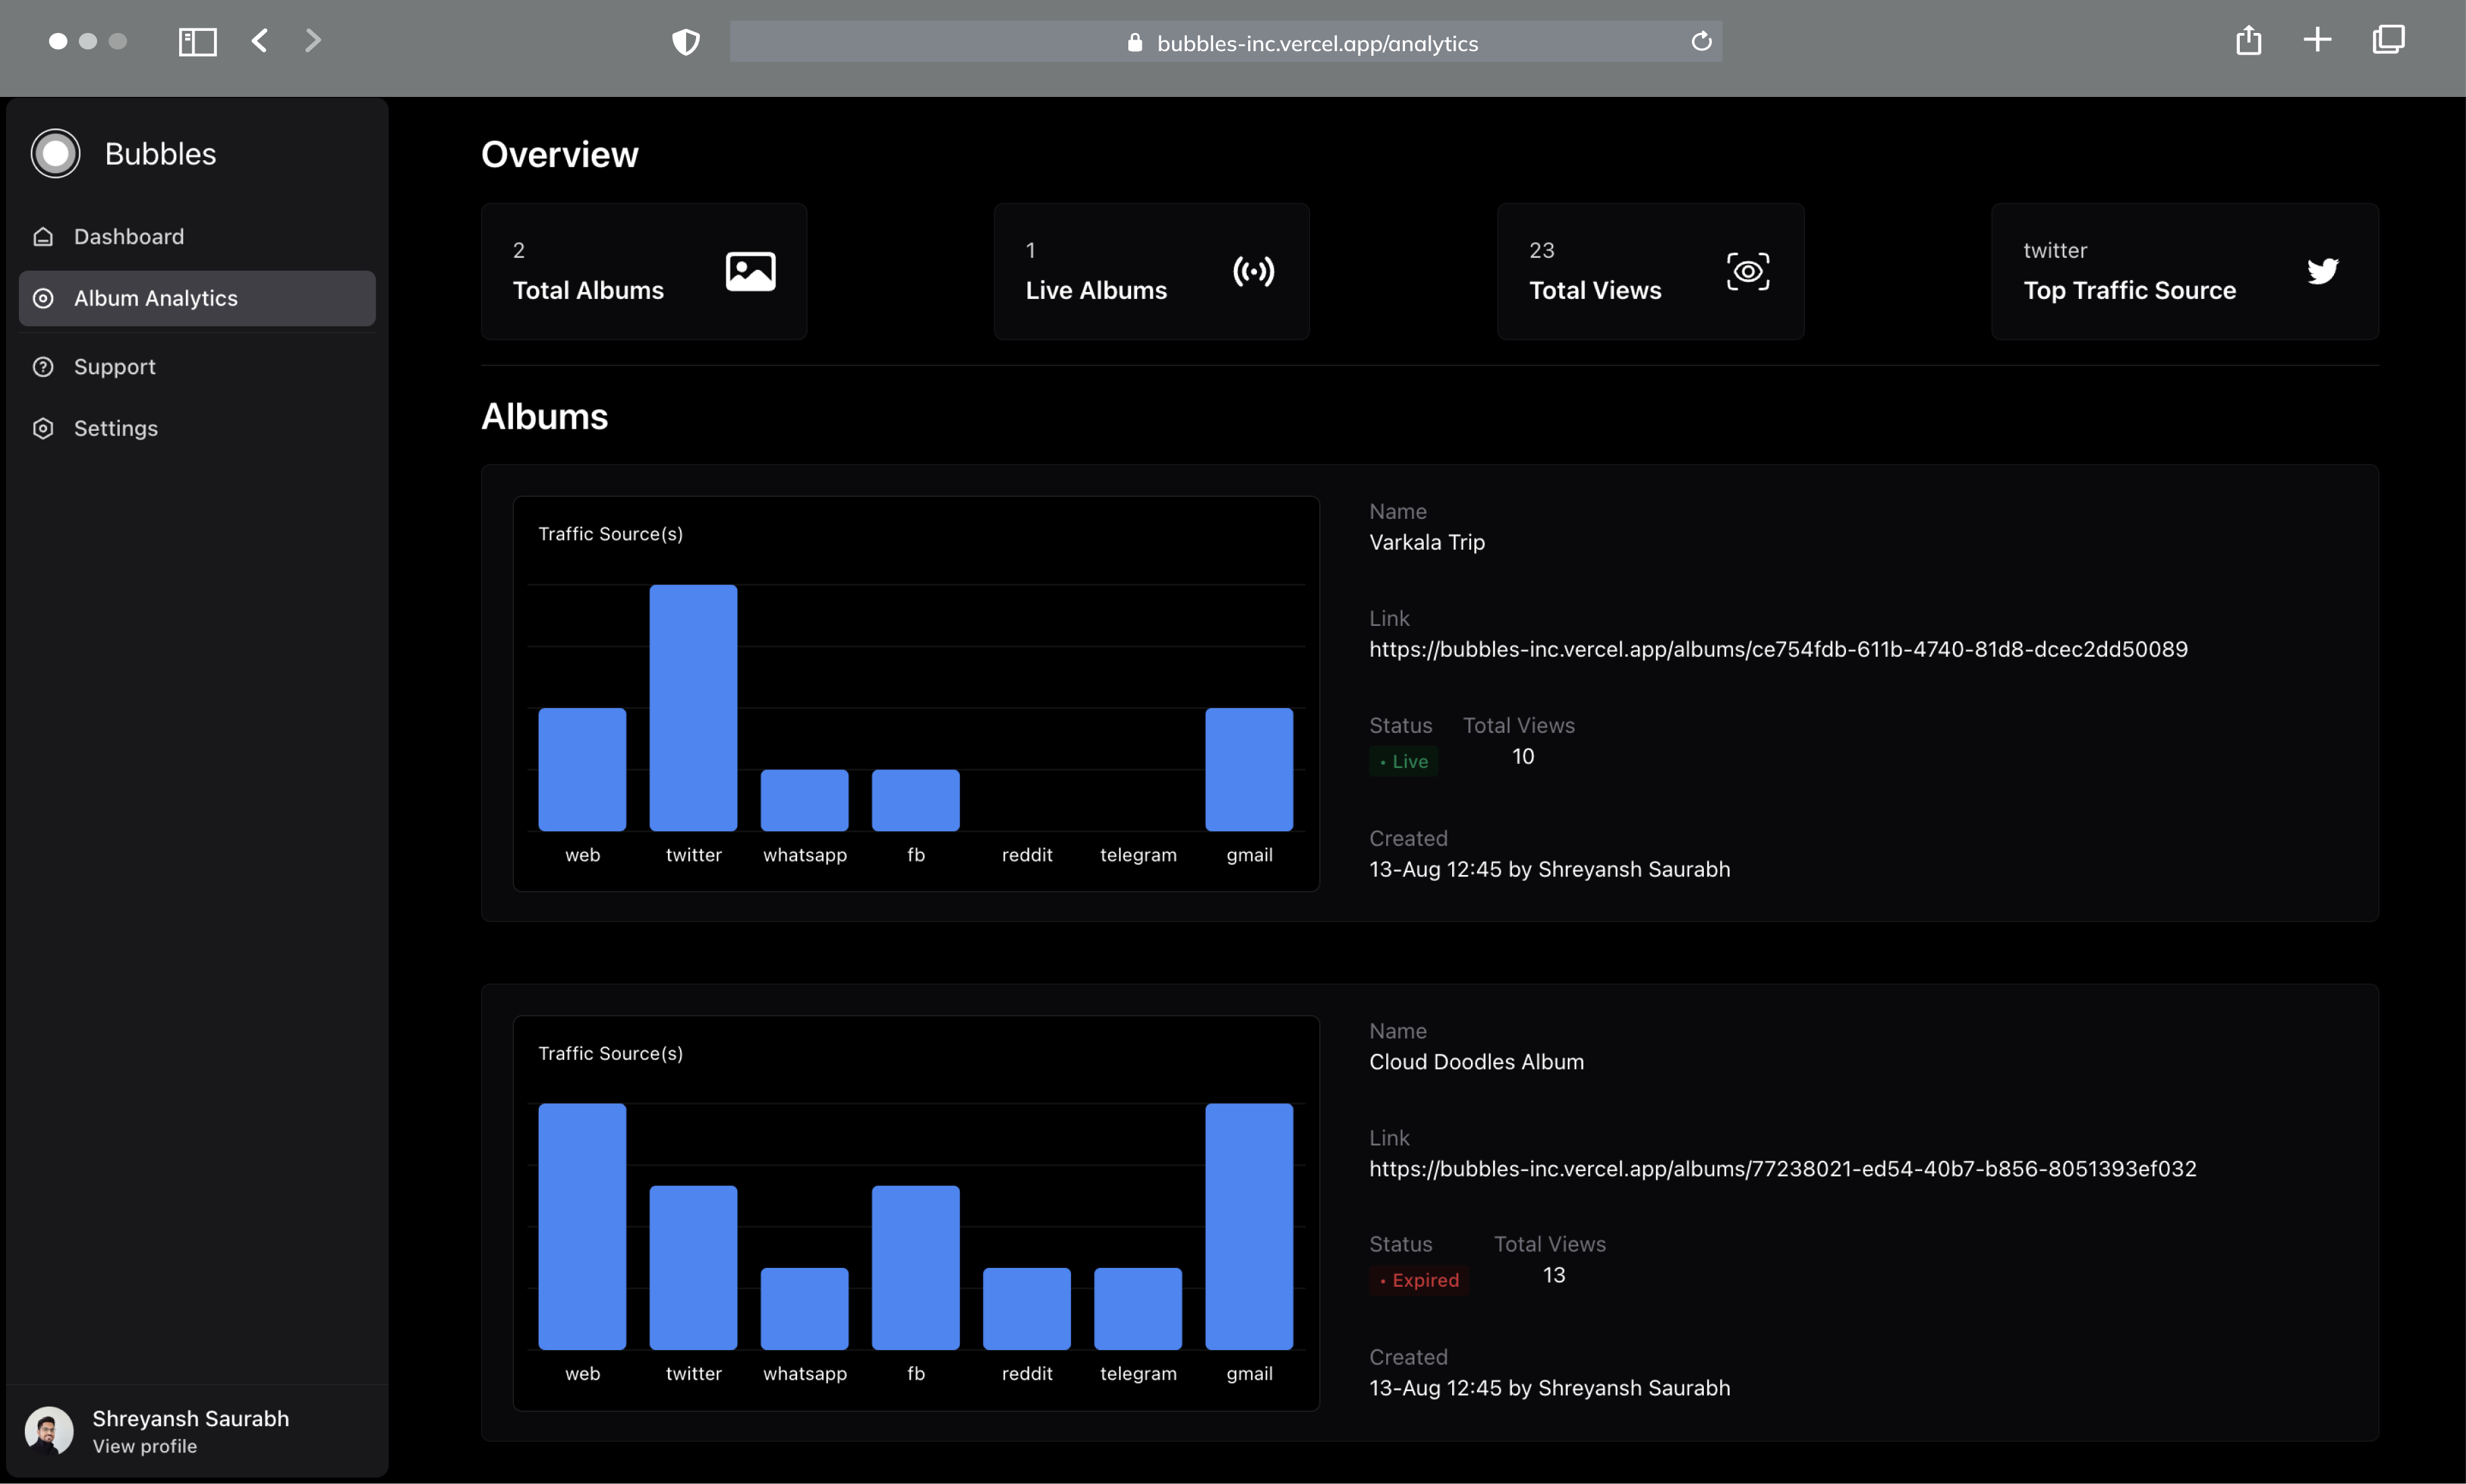 bubbles-inc.vercel.app/analytics
Bubbles
Dashboard
Album Analytics
Support
Settings
Shreyansh Saurabh
View profile
Overview
2
Total Albums
1
Live Albums
23
Total Views
twitter
Top Traffic Source
Albums
Traffic Source(s)
web twitter whatsapp fb reddit telegram gmail
Name
Varkala Trip
Link
https://bubbles-inc.vercel.app/albums/ce754fdb-611b-4740-81d8-dcec2dd50089
Status Total Views
• Live 10
Created
13-Aug 12:45 by Shreyansh Saurabh
Traffic Source(s)
web twitter whatsapp fb reddit telegram gmail
Name
Cloud Doodles Album
Link
https://bubbles-inc.vercel.app/albums/77238021-ed54-40b7-b856-8051393ef032
Status Total Views
• Expired 13
Created
13-Aug 12:45 by Shreyansh Saurabh